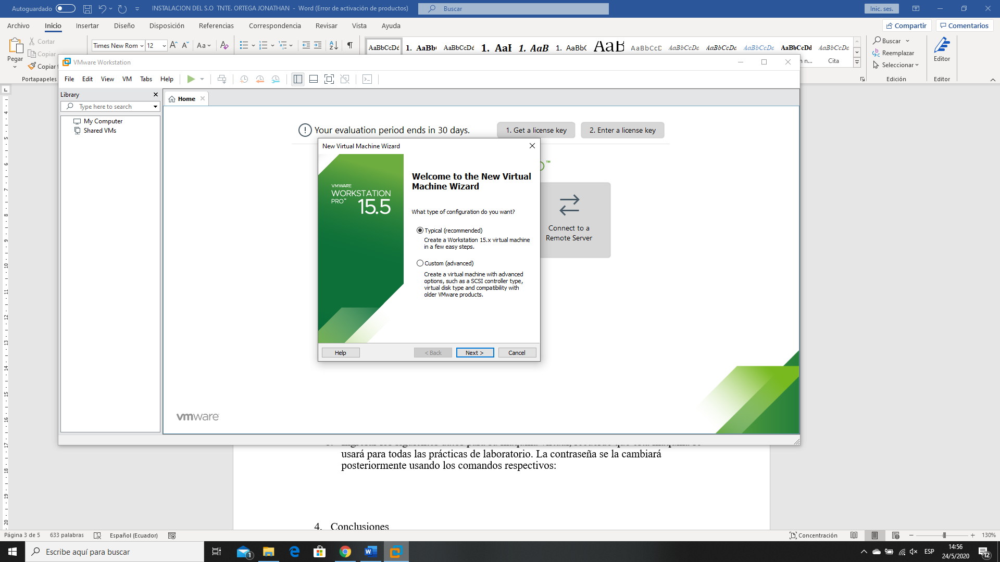 Autoguardado
INSTALACION DEL S.O  TNTE. ORTEGA JONATHAN  -  Word (Error de activación de productos)
Buscar
Inic. ses.
Archivo
Inicio
Insertar
Diseño
Disposición
Referencias
Correspondencia
Revisar
Vista
Ayuda
Compartir
Comentarios
Pegar
Cortar
Copiar
Copiar
Portapapeles
Times New Rom
12
Aa
AaBbCcDd
1. AaBb
AaBbCcDd
1. AaI
1. AaB
1. AaBb
AaB
AaBbCcD
AaBbCcDc
AaBbCcDc
AaBbCcDc
AaBbCcDd
AaBbCcDc
n n...
Cita
Buscar
Reemplazar
Seleccionar
Edición
Editor
Editor
VMware Workstation
File
Edit
View
VM
Tabs
Help
Library
Type here to search
My Computer
Shared VMs
Home
Your evaluation period ends in 30 days.
1. Get a license key
2. Enter a license key
New Virtual Machine Wizard
VMWARE
WORKSTATION
PRO™ 15.5
Welcome to the New Virtual
Machine Wizard
What type of configuration do you want?
Typical (recommended)
Create a Workstation 15.x virtual machine
in a few easy steps.
Custom (advanced)
Create a virtual machine with advanced
options, such as a SCSI controller type,
virtual disk type and compatibility with
older VMware products.
Help
< Back
Next >
Cancel
™
Connect to a
Remote Server
vmware
usará para todas las prácticas de laboratorio. La contraseña se la cambiará
posteriormente usando los comandos respectivos:
4. Conclusiones
Página 3 de 5
633 palabras
Español (Ecuador)
Concentración
130%
Escribe aquí para buscar
1
ESP
14:56
24/5/2020
12